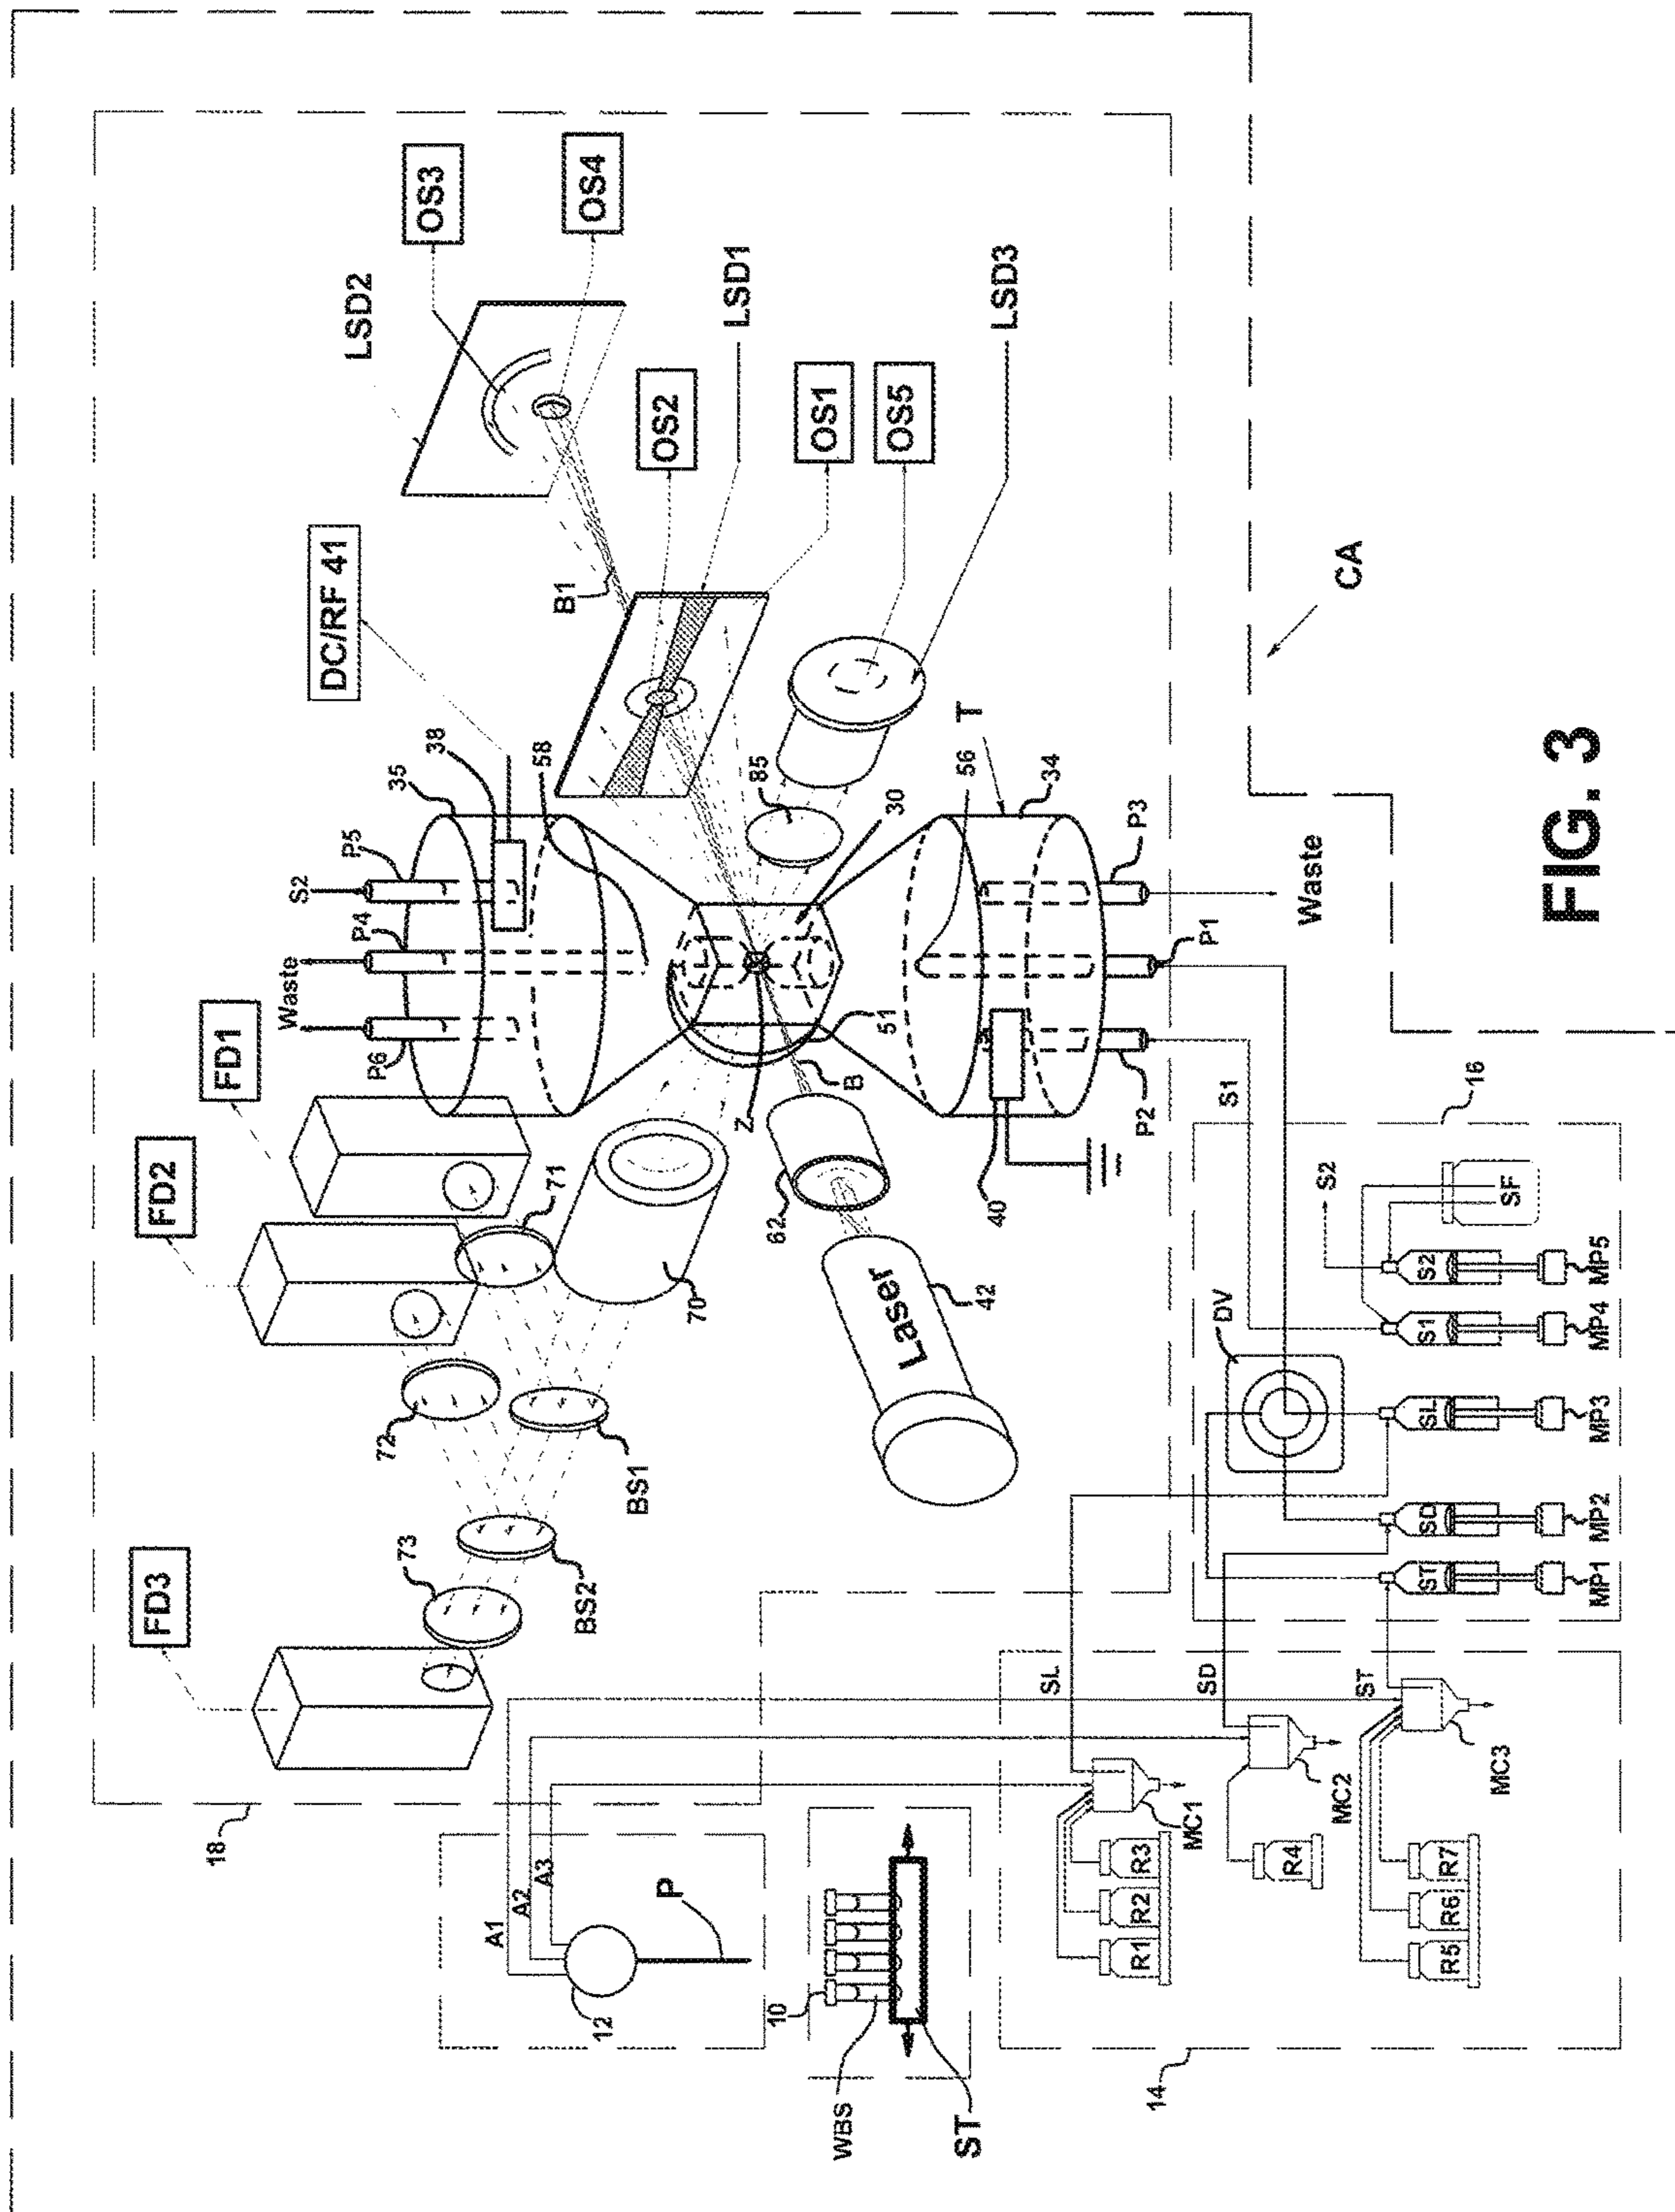 FD3
FD2
FD1
Waste
P6
P4
S2
P5
35
38
DC/RF 41
LSD2
OS3
OS4
B1
OS2
LSD1
OS1
OS5
LSD3
58
85
30
T
56
34
73
72
71
BS2
BS1
70
62
Z
B
51
Laser
42
40
P2
P1
P3
Waste
CA
18
A1
A2
A3
12
P
10
WBS
ST
14
R1
R2
R3
MC1
SL
R4
MC2
SD
R5
R6
R7
MC3
ST
S1
16
DV
S2
SF
ST
SD
SL
S1
S2
MP1
MP2
MP3
MP4
MP5
FIG. 3